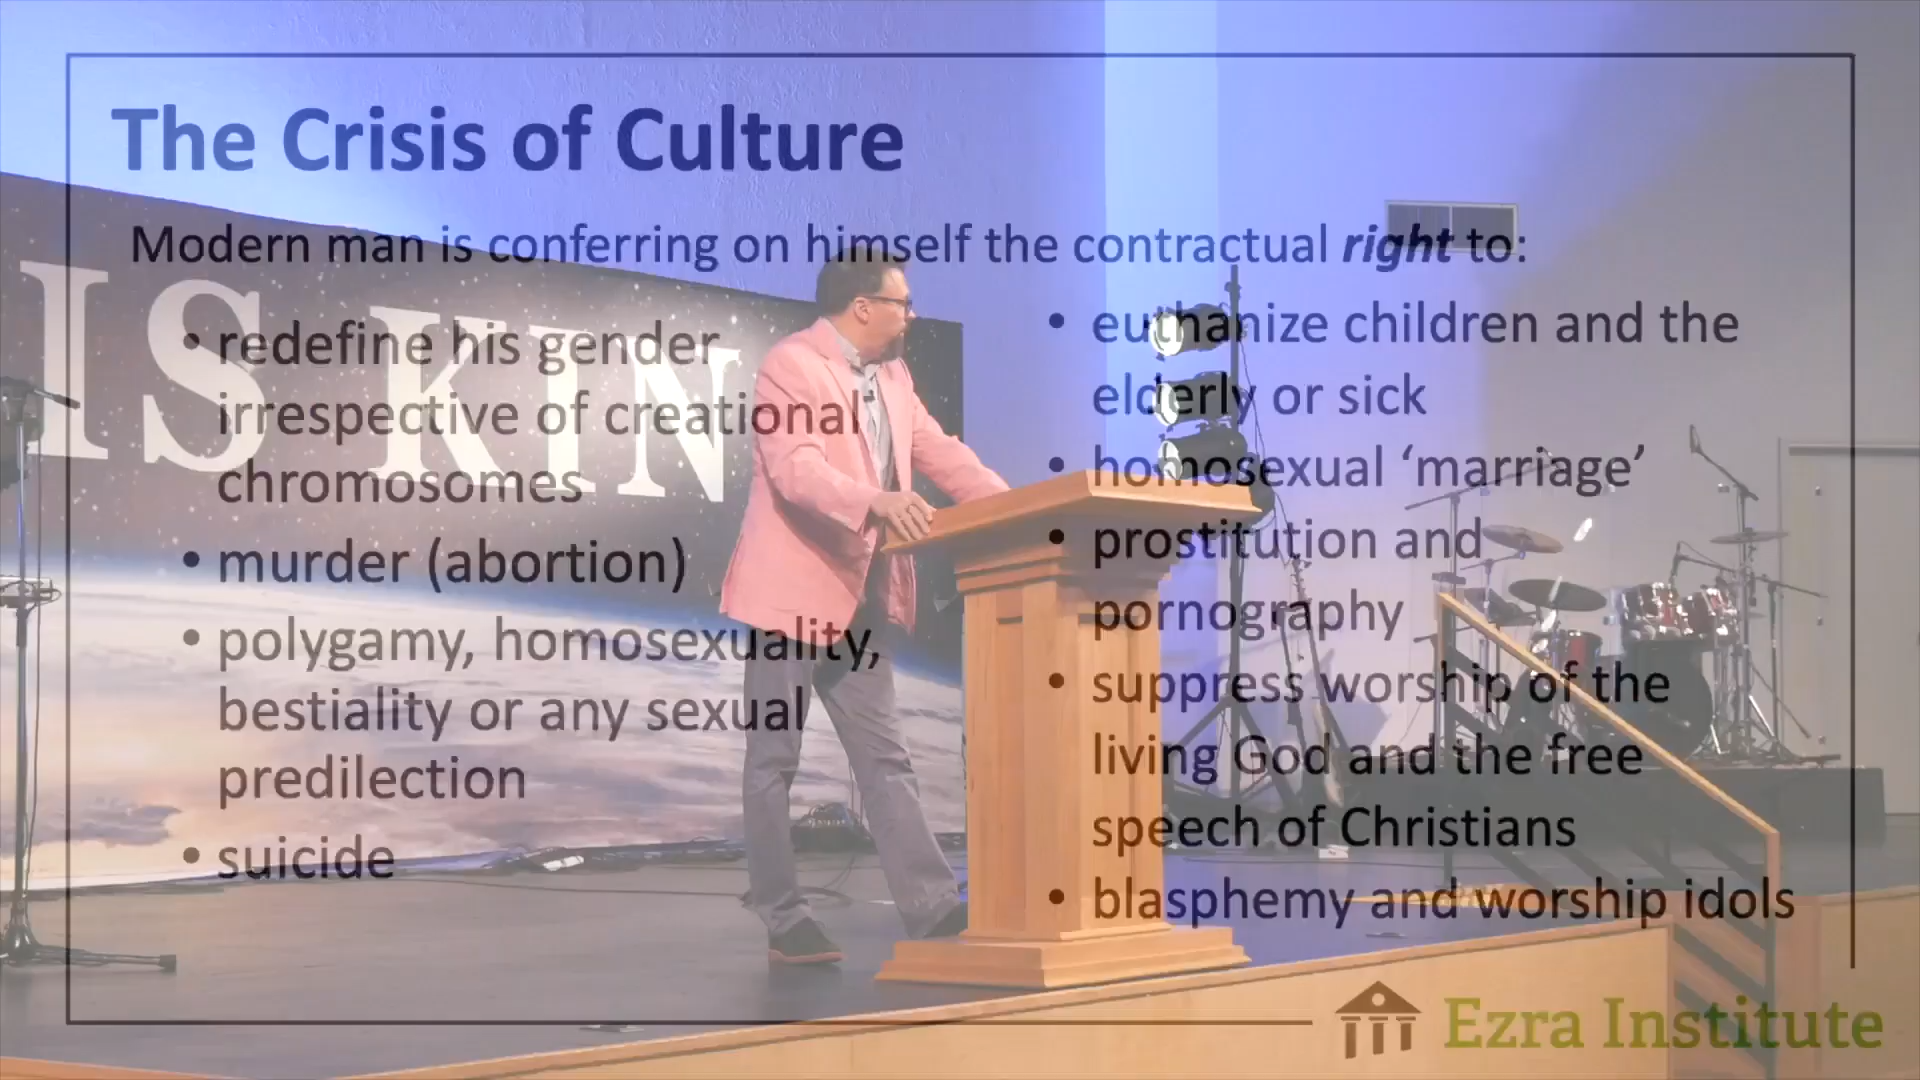 The Crisis of Culture
Modern man is conferring on himself the contractual right to:
• redefine his gender
irrespective of creational
chromosomes
• murder (abortion)
• polygamy, homosexuality,
bestiality or any sexual
predilection
• suicide
• euthanize children and the
elderly or sick
• homosexual ‘marriage’
• prostitution and
pornography
• suppress worship of the
living God and the free
speech of Christians
• blasphemy and worship idols
IS KIN
Ezra Institute